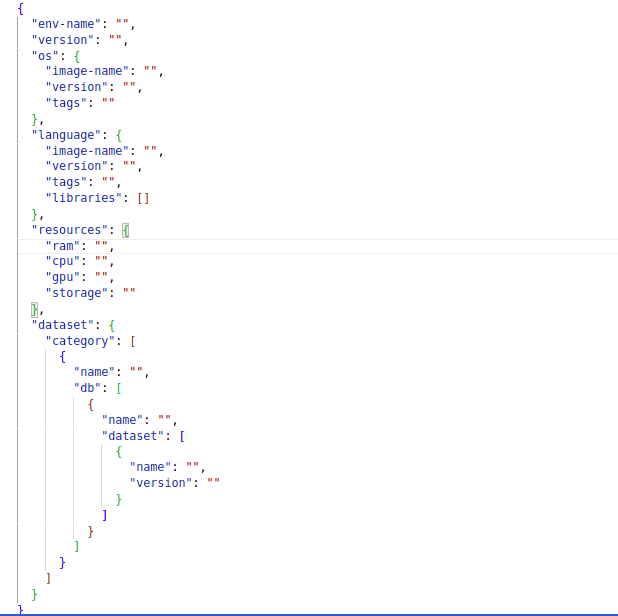 {
  "env-name": "",
  "version": "",
  "os": {
    "image-name": "",
    "version": "",
    "tags": ""
  },
  "language": {
    "image-name": "",
    "version": "",
    "tags": "",
    "libraries": []
  },
  "resources": {
    "ram": "",
    "cpu": "",
    "gpu": "",
    "storage": ""
  },
  "dataset": {
    "category": [
      {
        "name": "",
        "db": [
          {
            "name": "",
            "dataset": [
              {
                "name": "",
                "version": ""
              }
            ]
          }
        ]
      }
    ]
  }
}